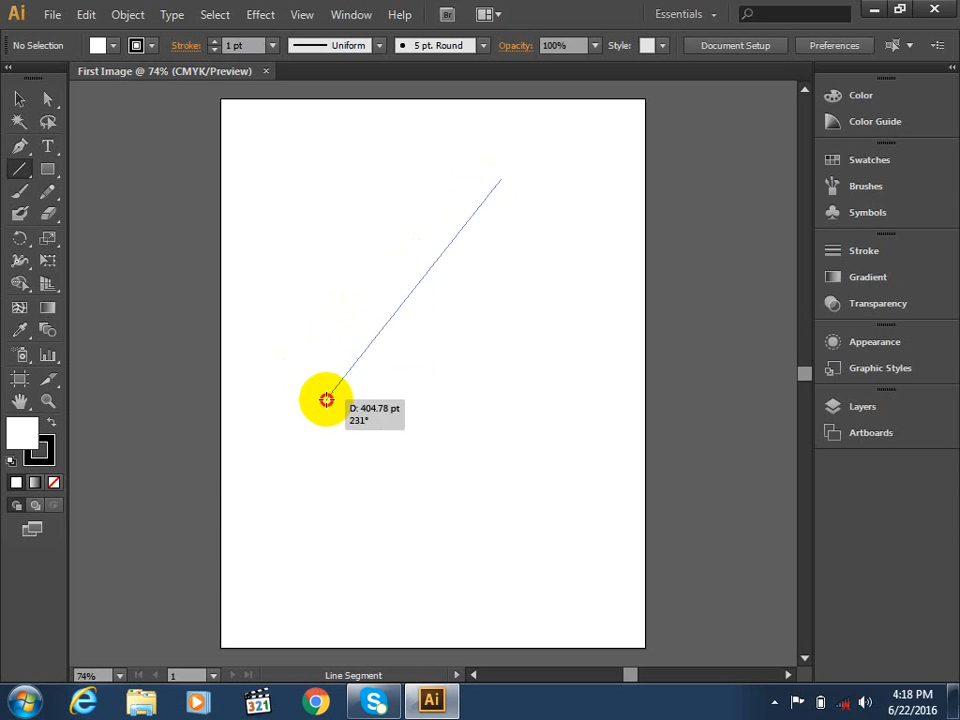 Ai File Edit Object Type Select Effect View Window Help Br Essentials
No Selection Stroke: 1 pt Uniform 5 pt. Round Opacity: 100% Style: Document Setup Preferences
First Image @ 74% (CMYK/Preview) ×
Color
Color Guide
Swatches
Brushes
Symbols
Stroke
Gradient
Transparency
Appearance
Graphic Styles
Layers
Artboards
T
D: 404.78 pt
231°
74% 1 Line Segment
321 Ai 4:18 PM
6/22/2016